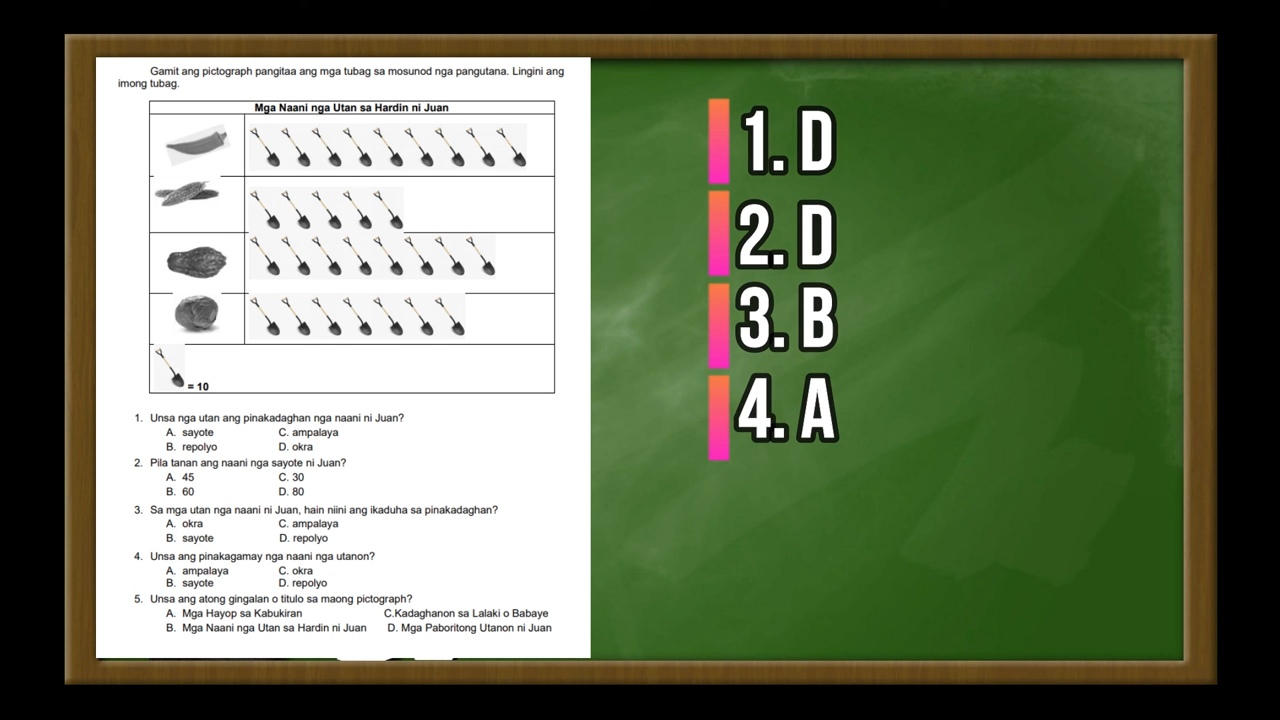 Gamit ang pictograph pangitaa ang mga tubag sa mosunod nga pangutana. Lingini ang
imong tubag.
Mga Naani nga Utan sa Hardin ni Juan
= 10
1. Unsa nga utan ang pinakadaghan nga naani ni Juan?
A. sayote C. ampalaya
B. repolyo D. okra
2. Pila tanan ang naani nga sayote ni Juan?
A. 45 C. 30
B. 60 D. 80
3. Sa mga utan nga naani ni Juan, hain niini ang ikaduha sa pinakadaghan?
A. okra C. ampalaya
B. sayote D. repolyo
4. Unsa ang pinakagamay nga naani nga utanon?
A. ampalaya C. okra
B. sayote D. repolyo
5. Unsa ang atong gingalan o titulo sa maong pictograph?
A. Mga Hayop sa Kabukiran C.Kadaghanon sa Lalaki o Babaye
B. Mga Naani nga Utan sa Hardin ni Juan D. Mga Paboritong Utanon ni Juan
1. D
2. D
3. B
4. A